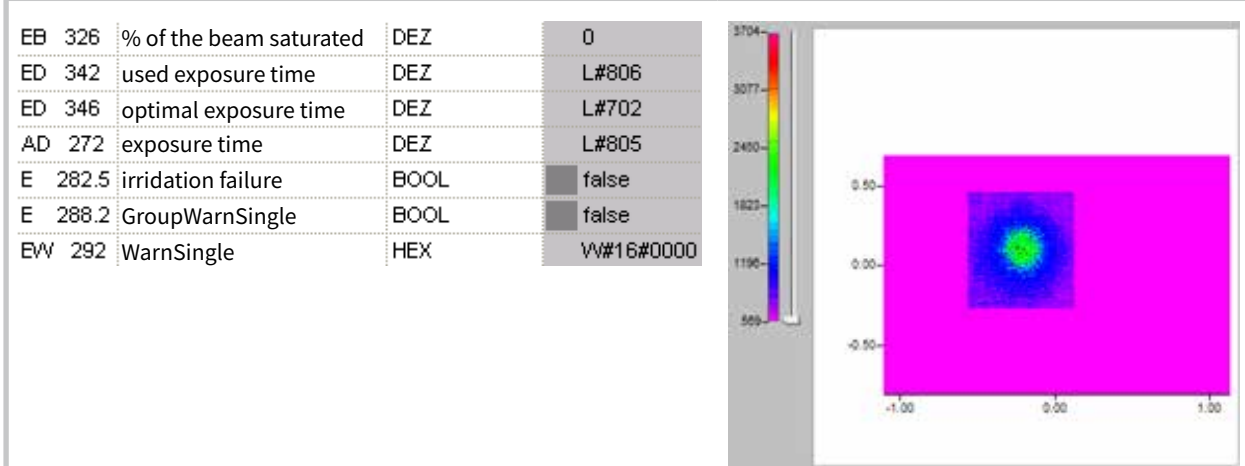 EB 326 % of the beam saturated DEZ 0
ED 342 used exposure time DEZ L#806
ED 346 optimal exposure time DEZ L#702
AD 272 exposure time DEZ L#805
E 282.5 irridation failure BOOL false
E 288.2 GroupWarnSingle BOOL false
EW 292 WarnSingle HEX W#16#0000
3704
3077
2450
1823
1196
569
0.50
0.00
-0.50
-1.00 0.00 1.00